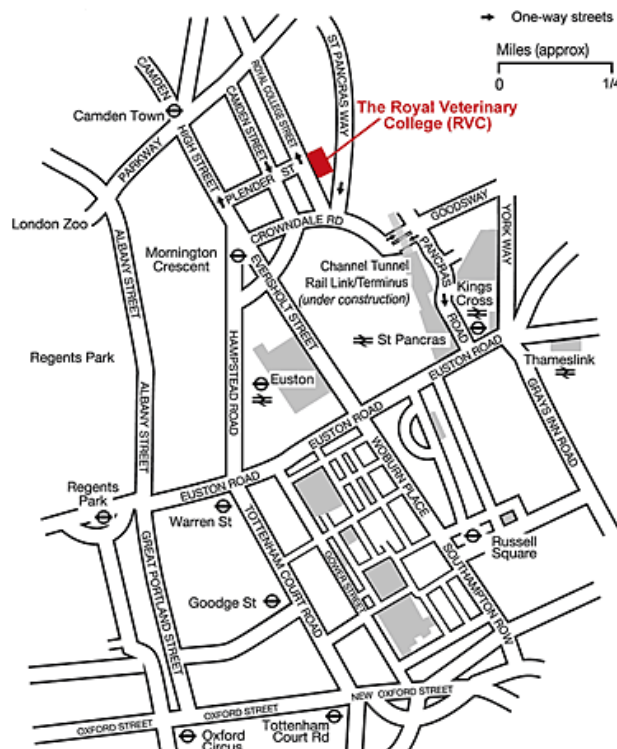 One-way streets
Miles (approx)
0
1/4
The Royal Veterinary
College (RVC)
CAMDEN
Camden Town
PARKWAY
HIGH STREET
CAMDEN STREET
ROYAL COLLEGE STREET
ST PANCRAS WAY
PLENDER ST
London Zoo
CROWNDALE RD
GOODSWAY
YORK WAY
ALBANY STREET
Mornington
Crescent
EVERSHOLT STREET
Channel Tunnel
Rail Link/Terminus
(under construction)
PANCRAS
ROAD
Kings
Cross
St Pancras
Regents Park
HAMPSTEAD ROAD
Euston
EUSTON ROAD
Thameslink
ALBANY STREET
EUSTON ROAD
GRAYS INN ROAD
WOBURN PLACE
Regents
Park
EUSTON ROAD
Warren St
TOTTENHAM COURT ROAD
Russell
Square
GREAT PORTLAND STREET
GOWER STREET
SOUTHAMPTON ROW
Goodge St
NEW OXFORD STREET
OXFORD STREET
OXFORD STREET
Tottenham
Court Rd
Oxford
Circus